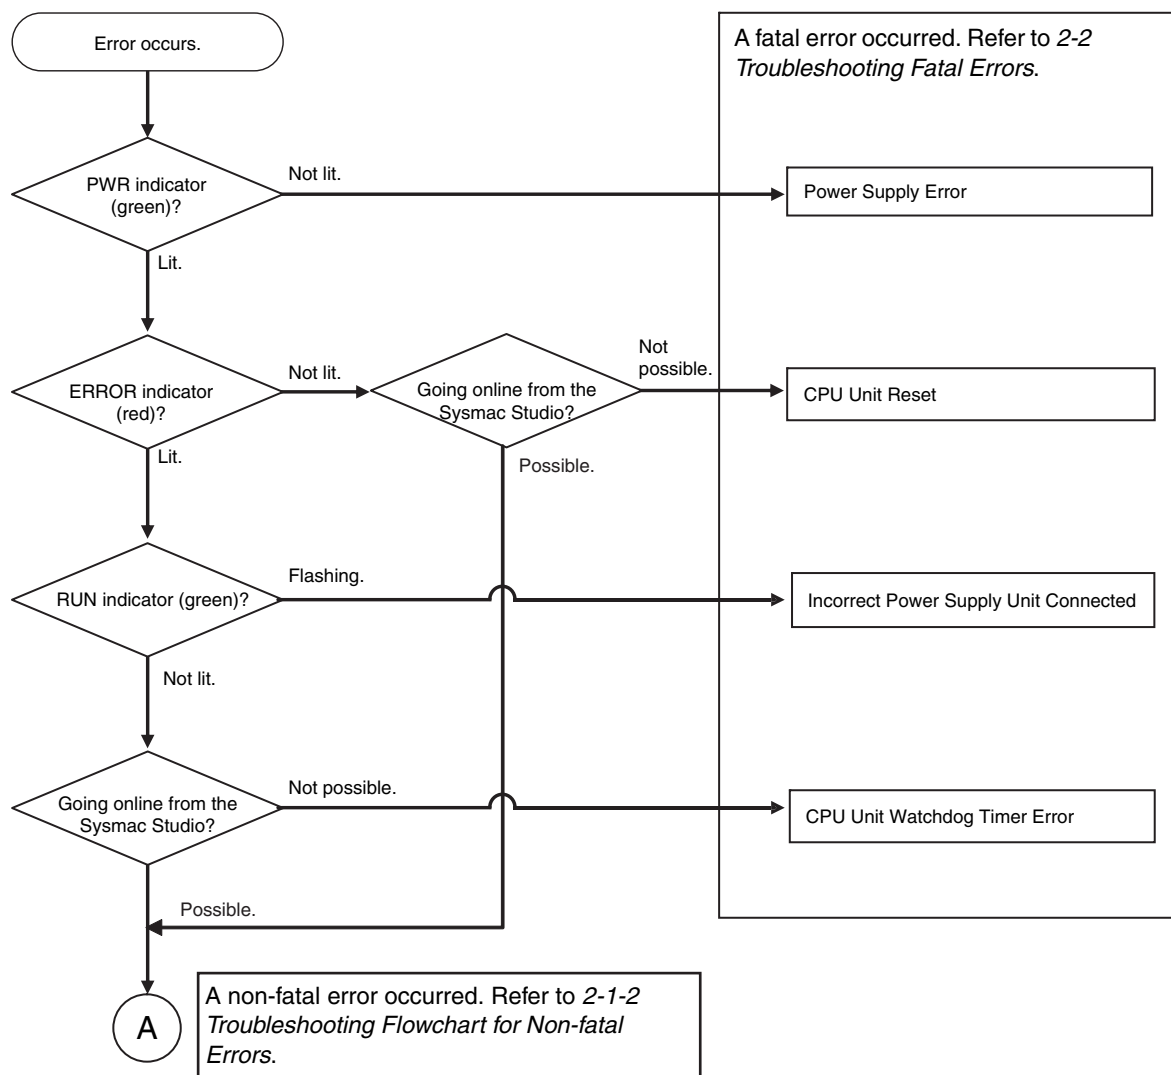 Error occurs.
A fatal error occurred. Refer to 2-2
Troubleshooting Fatal Errors.
PWR indicator
(green)?
Not lit.
Power Supply Error
Lit.
ERROR indicator
(red)?
Not lit.
Going online from the
Sysmac Studio?
Not
possible.
CPU Unit Reset
Lit.
Possible.
RUN indicator (green)?
Flashing.
Incorrect Power Supply Unit Connected
Not lit.
Going online from the
Sysmac Studio?
Not possible.
CPU Unit Watchdog Timer Error
Possible.
A
A non-fatal error occurred. Refer to 2-1-2
Troubleshooting Flowchart for Non-fatal
Errors.